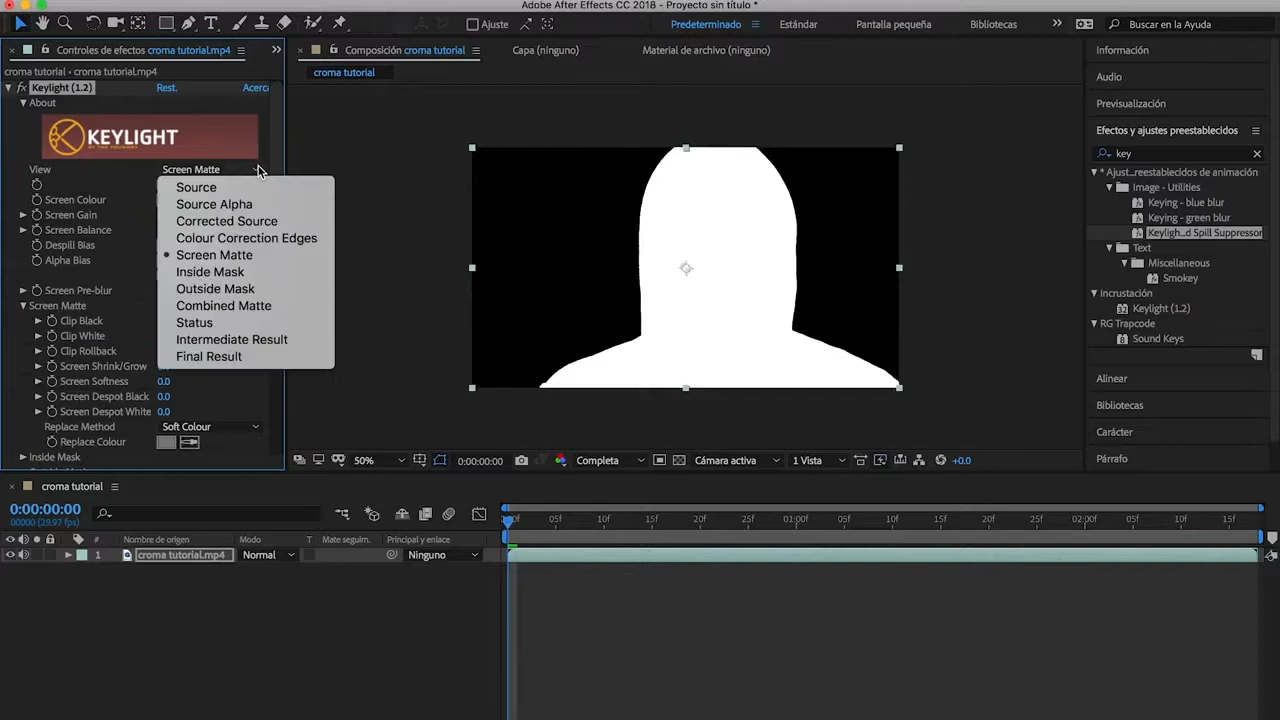 Adobe After Effects CC 2018 - Proyecto sin título *
Ajuste
Predeterminado
Estándar
Pantalla pequeña
Bibliotecas
Buscar en la Ayuda
Controles de efectos croma tutorial.mp4
croma tutorial • croma tutorial.mp4
fx Keylight (1.2)
Rest.
Acerca
About
KEYLIGHT
BY THE FOUNDRY
View
Screen Matte
Screen Colour
Screen Gain
Screen Balance
Despill Bias
Alpha Bias
Screen Pre-blur
Screen Matte
Clip Black
Clip White
Clip Rollback
Screen Shrink/Grow
Screen Softness
0.0
Screen Despot Black
0.0
Screen Despot White
0.0
Replace Method
Soft Colour
Replace Colour
Inside Mask
Source
Source Alpha
Corrected Source
Colour Correction Edges
Screen Matte
Inside Mask
Outside Mask
Combined Matte
Status
Intermediate Result
Final Result
Composición croma tutorial
Capa (ninguno)
Material de archivo (ninguno)
croma tutorial
50%
0:00:00:00
Completa
Cámara activa
1 Vista
+0.0
Información
Audio
Previsualización
Efectos y ajustes preestablecidos
key
* Ajust...reestablecidos de animación
Image - Utilities
Keying - blue blur
Keying - green blur
Keyligh...d Spill Suppressor
Text
Miscellaneous
Smokey
Incrustación
Keylight (1.2)
RG Trapcode
Sound Keys
Alinear
Bibliotecas
Carácter
Párrafo
croma tutorial
0:00:00:00
00000 (29.97 fps)
#
Nombre de origen
Modo
T
Mate seguim.
Principal y enlace
1
croma tutorial.mp4
Normal
Ninguno
:00f
05f
10f
15f
20f
25f
01:00f
05f
10f
15f
20f
25f
02:00f
05f
10f
15f